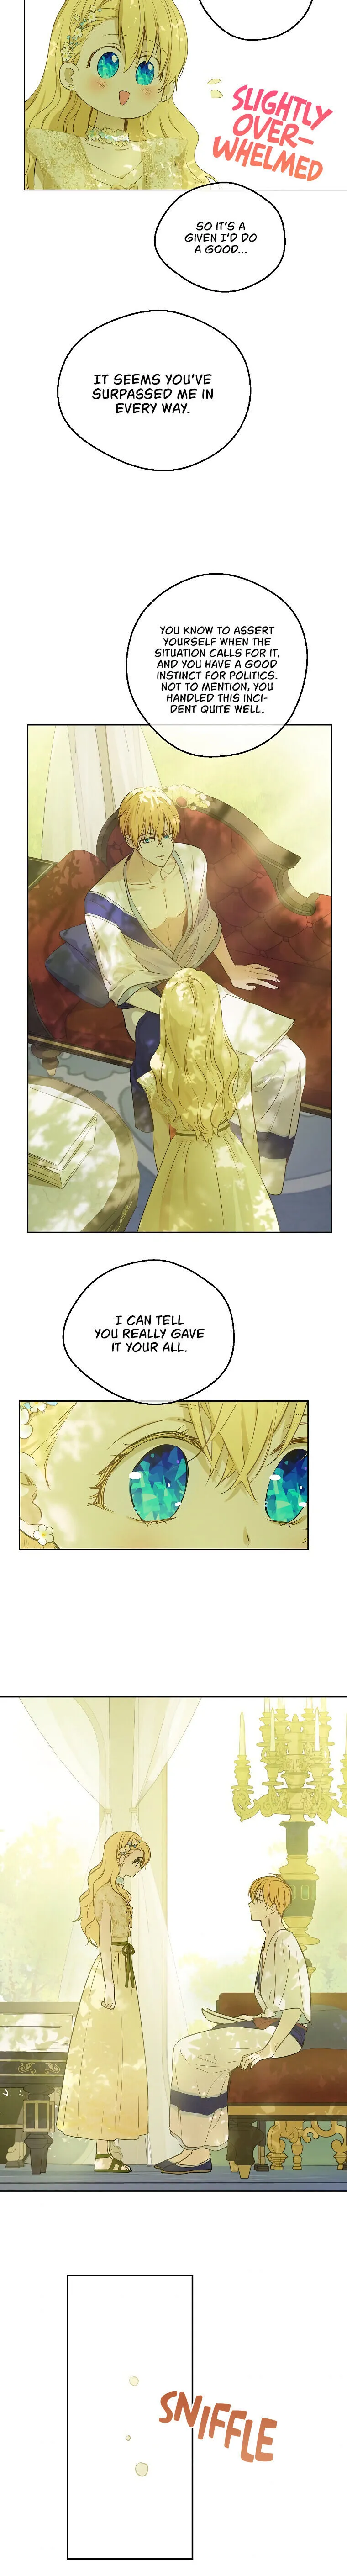 SLIGHTLY
OVER-
WHELMED
SO IT'S A
GIVEN I'D DO
A GOOD...
IT SEEMS YOU'VE
SURPASSED ME IN
EVERY WAY.
YOU KNOW TO ASSERT
YOURSELF WHEN THE
SITUATION CALLS FOR IT,
AND YOU HAVE A GOOD
INSTINCT FOR POLITICS.
NOT TO MENTION, YOU
HANDLED THIS INCI-
DENT QUITE WELL.
I CAN TELL
YOU REALLY GAVE
IT YOUR ALL.
SNIFFLE